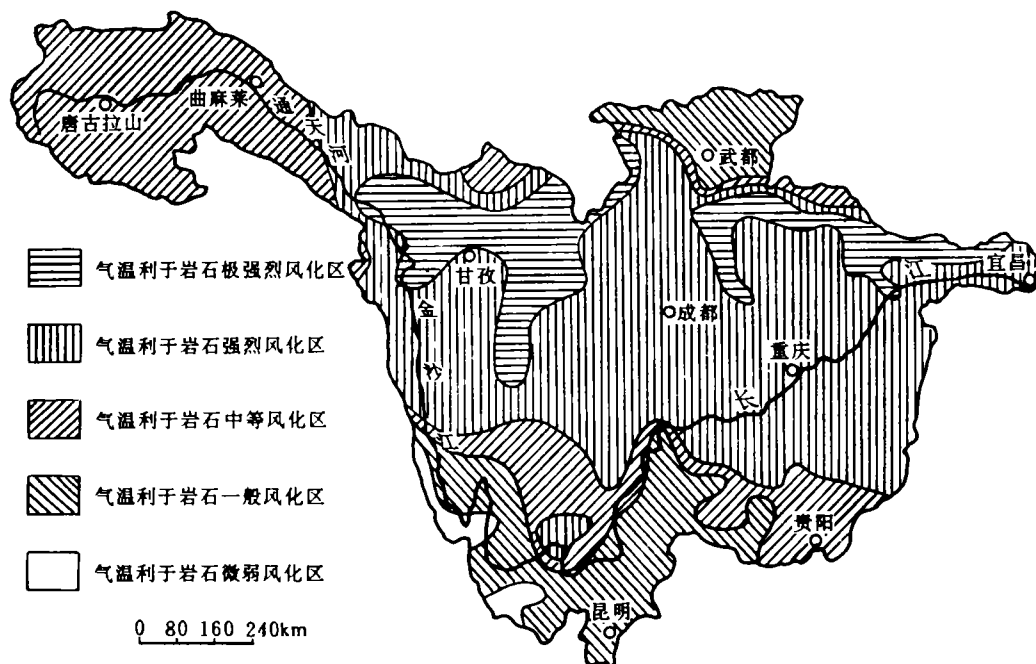 曲麻莱
唐古拉山
通
天
河
武都
甘孜
金
沙
江
成都
重庆
长
江
宜昌
贵阳
昆明
气温利于岩石极强烈风化区
气温利于岩石强烈风化区
气温利于岩石中等风化区
气温利于岩石一般风化区
气温利于岩石微弱风化区
0 80 160 240km